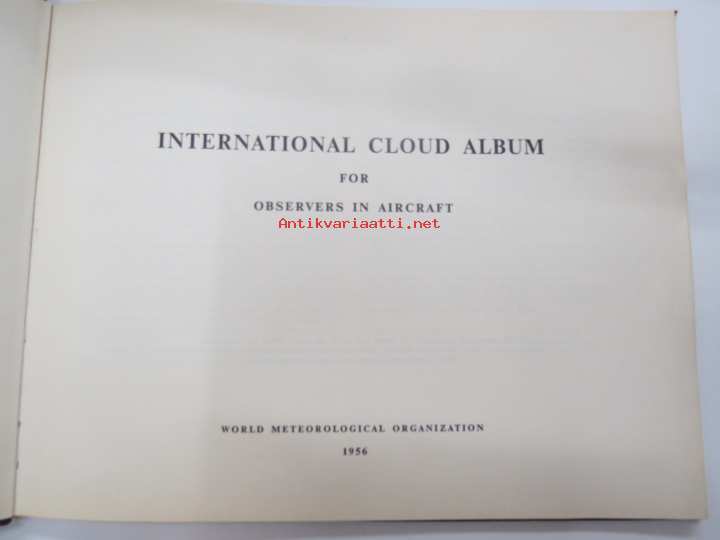 INTERNATIONAL CLOUD ALBUM
FOR
OBSERVERS IN AIRCRAFT
Antikvariaatti.net
WORLD METEOROLOGICAL ORGANIZATION
1956